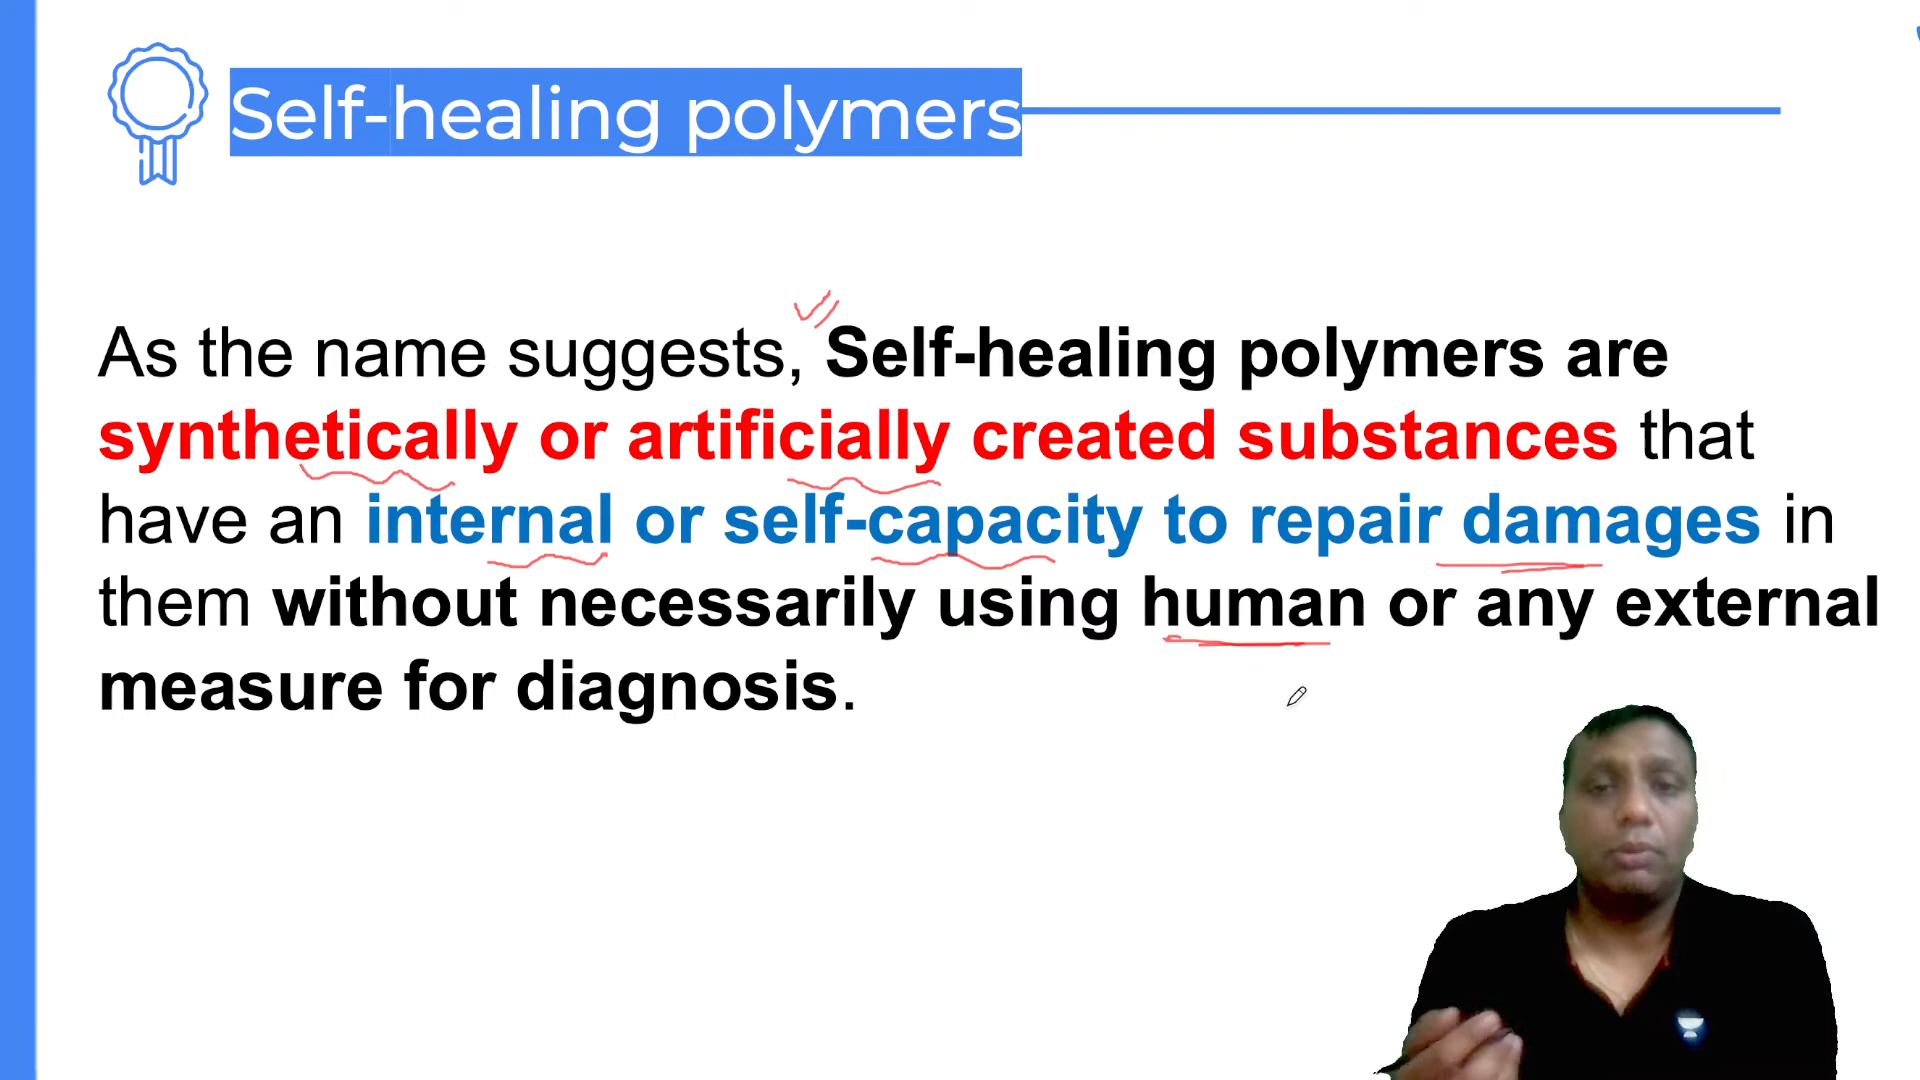 Self-healing polymers
As the name suggests, Self-healing polymers are
synthetically or artificially created substances that
have an internal or self-capacity to repair damages in
them without necessarily using human or any external
measure for diagnosis.